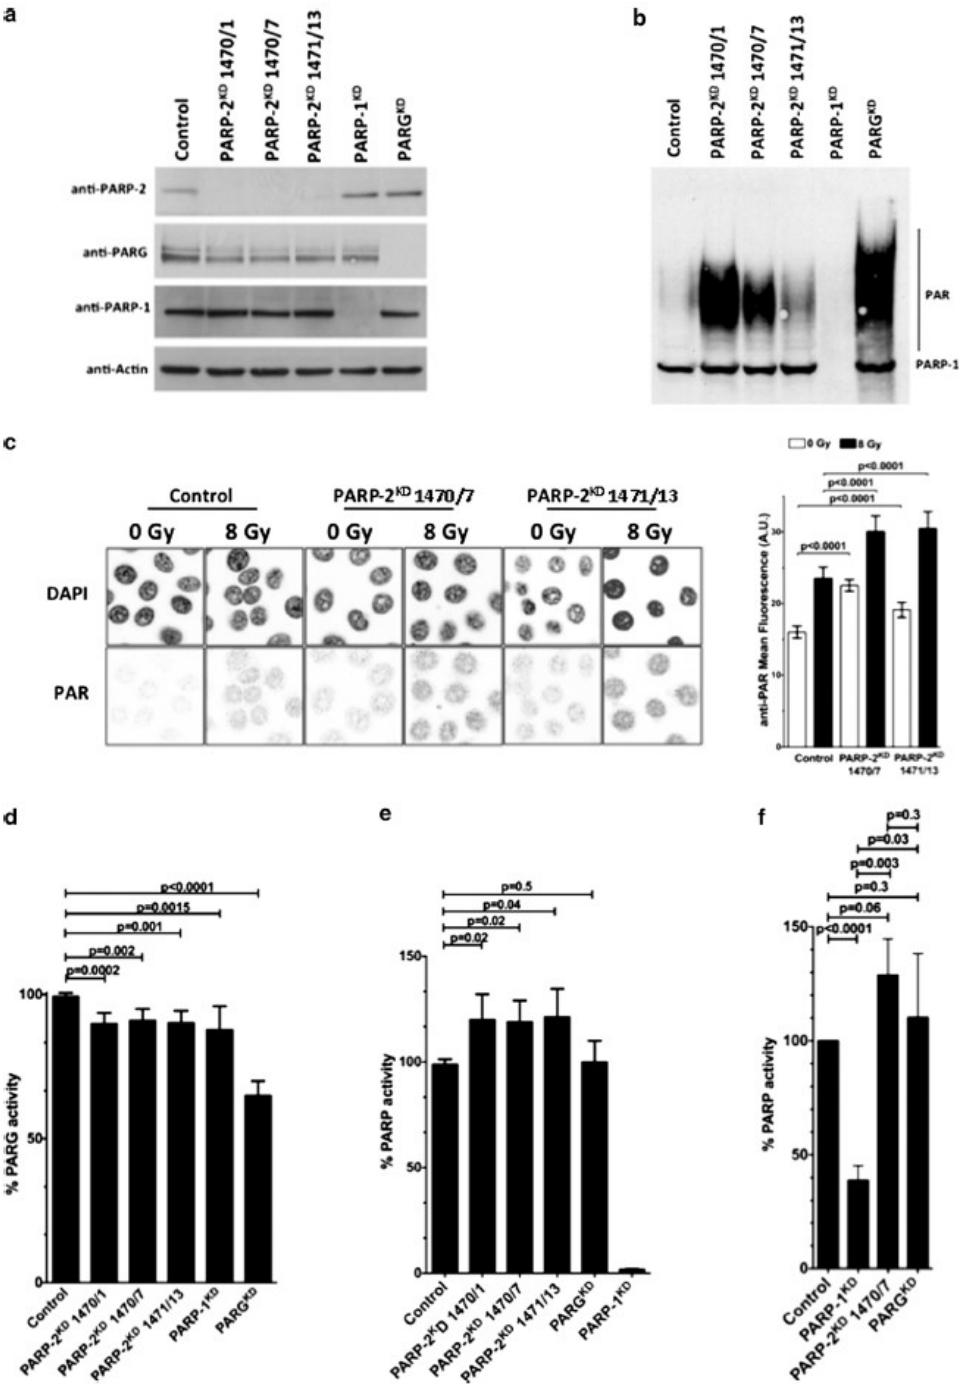 a
Control
PARP-2KD 1470/1
PARP-2KD 1470/7
PARP-2KD 1471/13
PARP-1KD
PARGKD
anti-PARP-2
anti-PARG
anti-PARP-1
anti-Actin
b
Control
PARP-2KD 1470/1
PARP-2KD 1470/7
PARP-2KD 1471/13
PARP-1KD
PARGKD
PAR
PARP-1
c
Control
PARP-2KD 1470/7
PARP-2KD 1471/13
0 Gy
8 Gy
0 Gy
8 Gy
0 Gy
8 Gy
DAPI
PAR
0 Gy
8 Gy
p<0.0001
p<0.0001
p<0.0001
p<0.0001
anti-PAR Mean Fluorescence (A.U.)
30
20
10
0
Control
PARP-2KD
1470/7
PARP-2KD
1471/13
d
p<0.0001
p=0.0015
p=0.001
p=0.002
p=0.0002
% PARG activity
100
50
0
Control
PARP-2KD 1470/1
PARP-2KD 1470/7
PARP-2KD 1471/13
PARP-1KD
PARGKD
e
p=0.5
p=0.04
p=0.02
p=0.02
% PARP activity
150
100
50
0
Control
PARP-2KD 1470/1
PARP-2KD 1470/7
PARP-2KD 1471/13
PARGKD
PARP-1KD
f
p=0.3
p=0.03
p=0.003
p=0.3
p=0.06
p<0.0001
% PARP activity
150
100
50
0
Control
PARP-1KD
PARP-2KD 1470/7
PARGKD